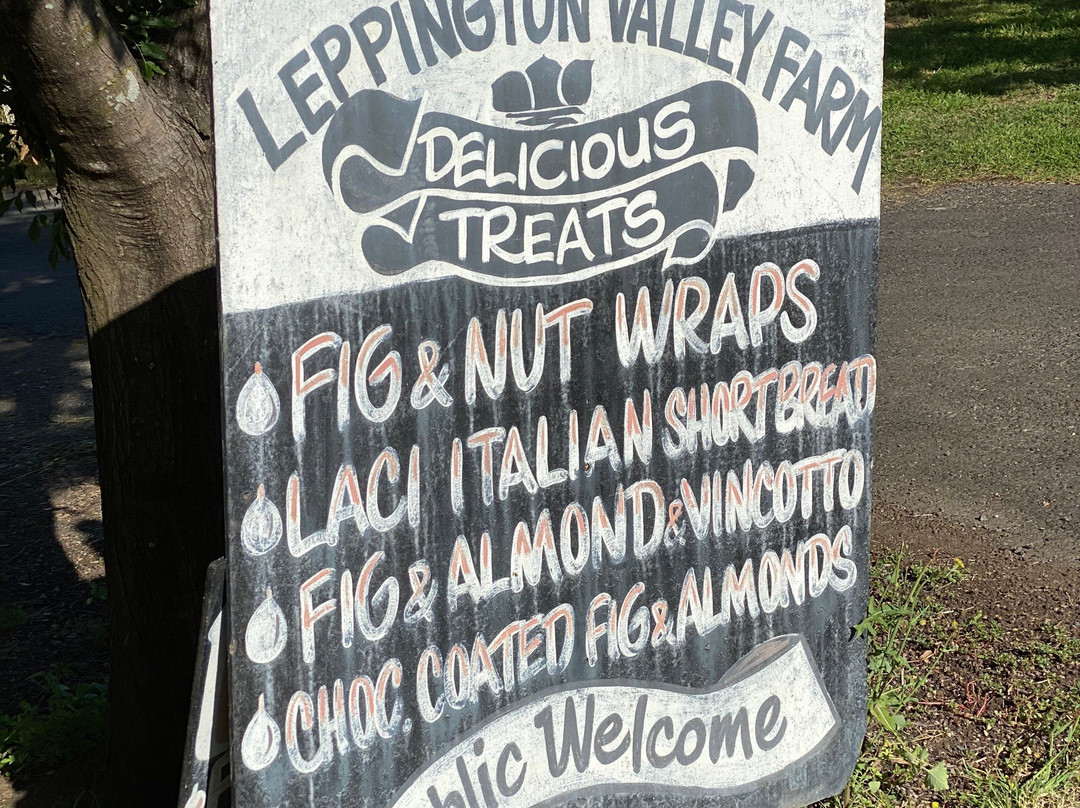 LEPPINGTON VALLEY FARM
DELICIOUS
TREATS
FIG & NUT WRAPS
LACI ITALIAN SHORTBREAD
FIG & ALMOND & VINCOTTO
CHOC. COATED FIG & ALMONDS
Welcome